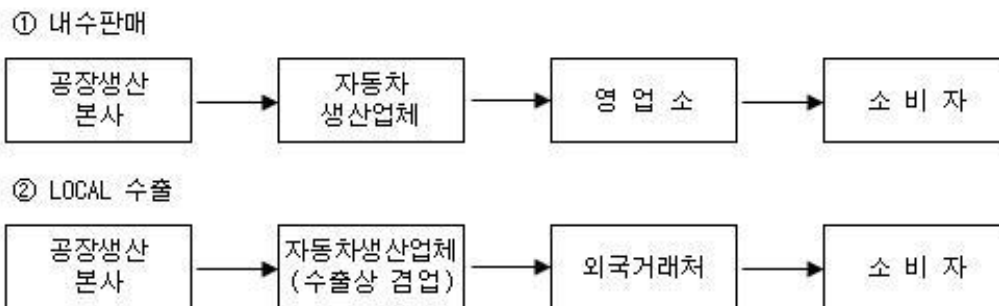 ① 내수판매
공장생산 본사
자동차 생산업체
영 업 소
소 비 자
② LOCAL 수출
공장생산 본사
자동차생산업체 (수출상 겸업)
외국거래처
소 비 자